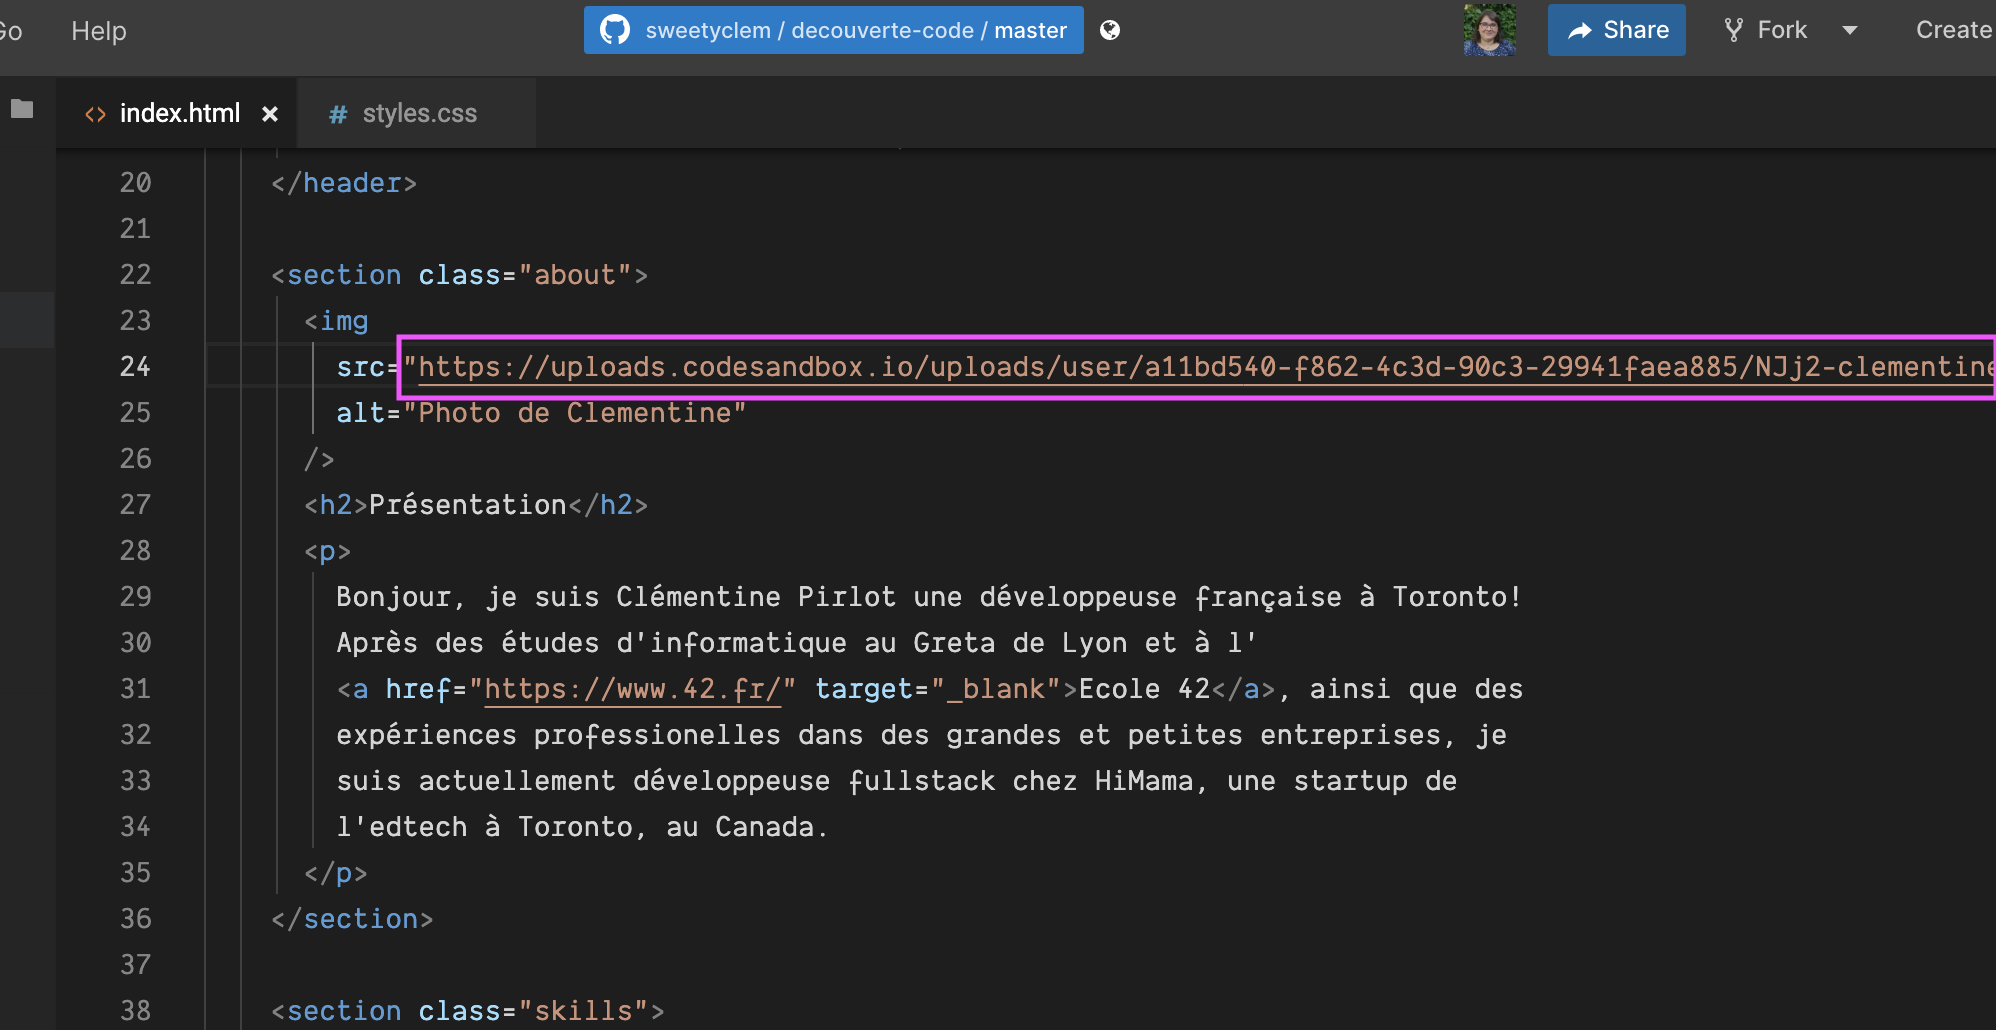 Help
sweetyclem / decouverte-code / master
Share
Fork
Create
<> index.html ×
# styles.css
20 </header>
21
22 <section class="about">
23 <img
24 src="https://uploads.codesandbox.io/uploads/user/a11bd540-f862-4c3d-90c3-29941faea885/NJj2-clementine
25 alt="Photo de Clementine"
26 />
27 <h2>Présentation</h2>
28 <p>
29 Bonjour, je suis Clémentine Pirlot une développeuse française à Toronto!
30 Après des études d'informatique au Greta de Lyon et à l'
31 <a href="https://www.42.fr/" target="_blank">Ecole 42</a>, ainsi que des
32 expériences professionelles dans des grandes et petites entreprises, je
33 suis actuellement développeuse fullstack chez HiMama, une startup de
34 l'edtech à Toronto, au Canada.
35 </p>
36 </section>
37
38 <section class="skills">